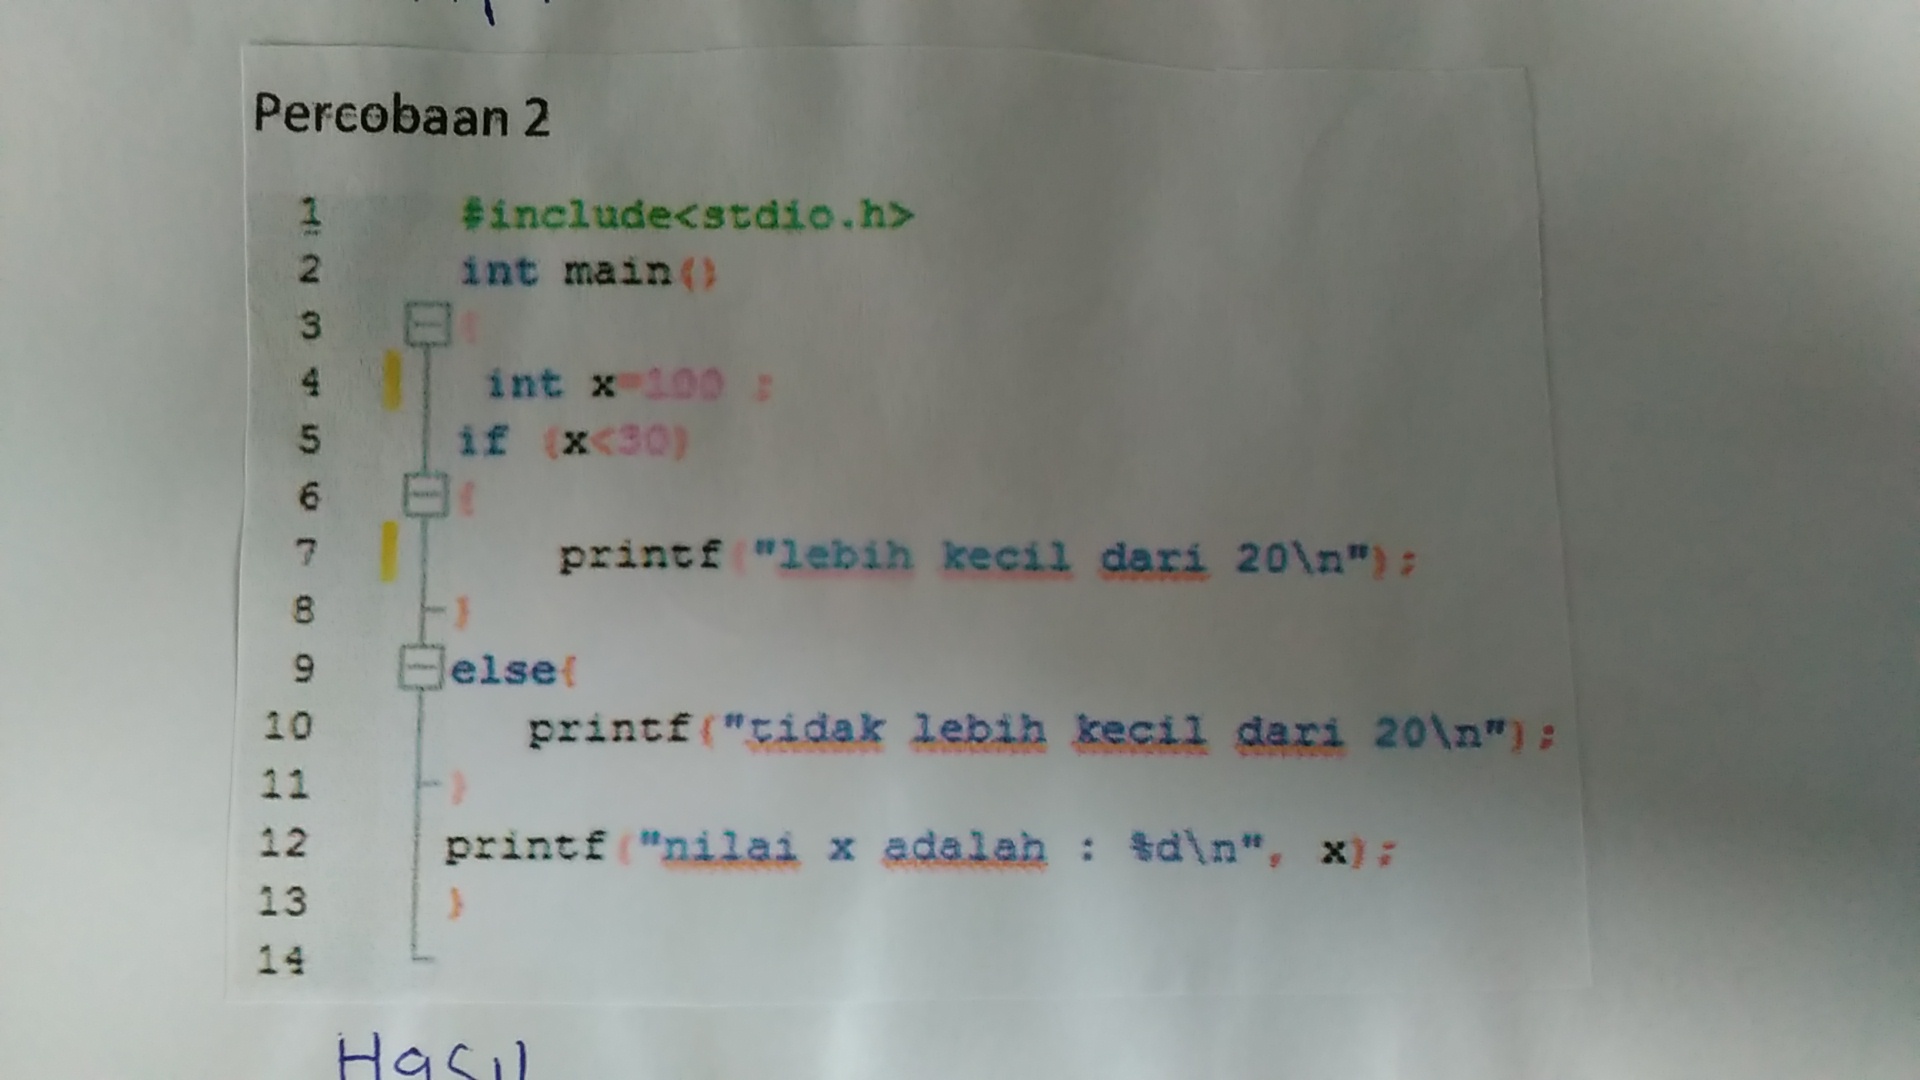 Percobaan 2
1 #include<stdio.h>
2 int main()
3 {
4 int x=100 ;
5 if (x<30)
6 {
7 printf("lebih kecil dari 20\n");
8 }
9 else{
10 printf("tidak lebih kecil dari 20\n");
11 }
12 printf("nilai x adalah : %d\n", x);
13 }
14
Hasil